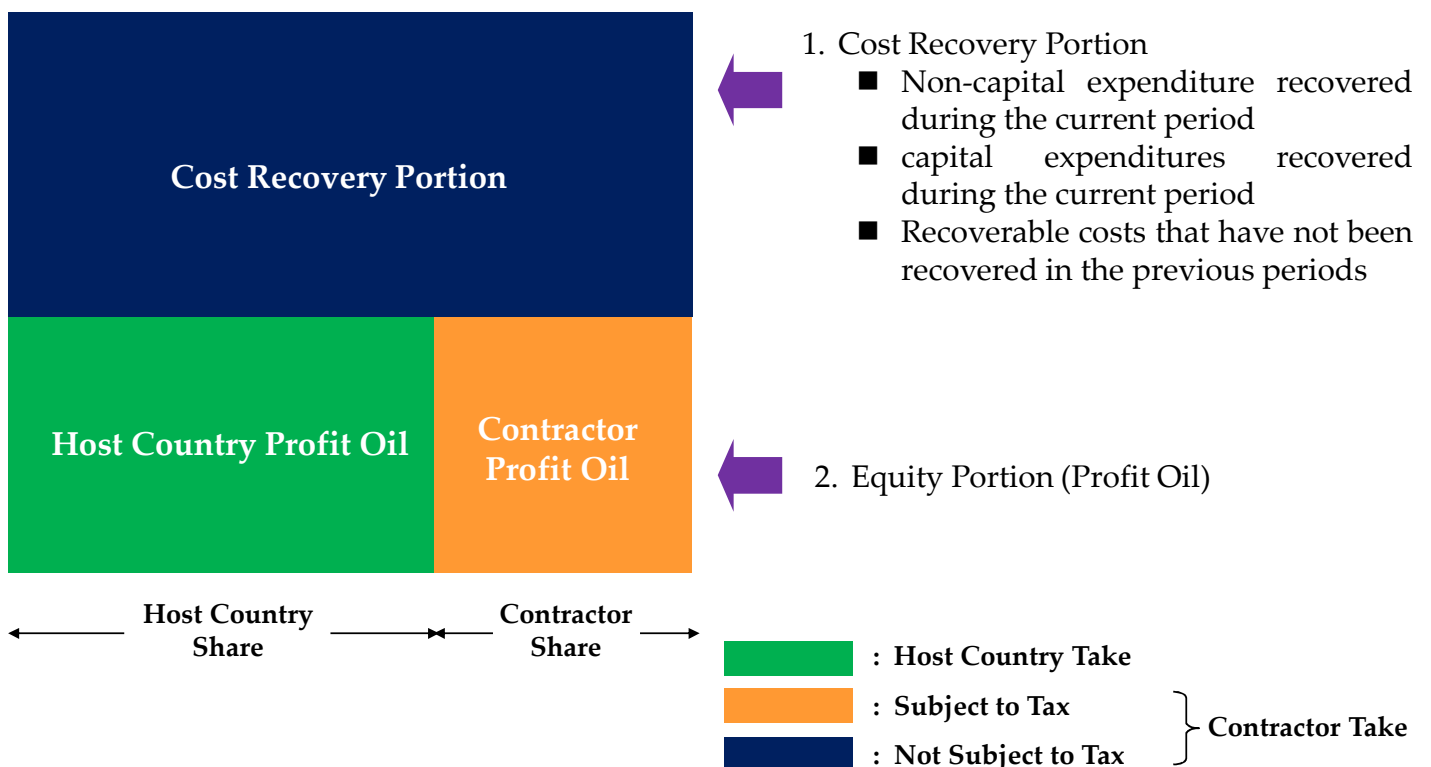 Cost Recovery Portion
Host Country Profit Oil
Contractor
Profit Oil
Host Country
Share
Contractor
Share
1. Cost Recovery Portion
■ Non-capital expenditure recovered
during the current period
■ capital expenditures recovered
during the current period
■ Recoverable costs that have not been
recovered in the previous periods
2. Equity Portion (Profit Oil)
: Host Country Take
: Subject to Tax
: Not Subject to Tax
Contractor Take